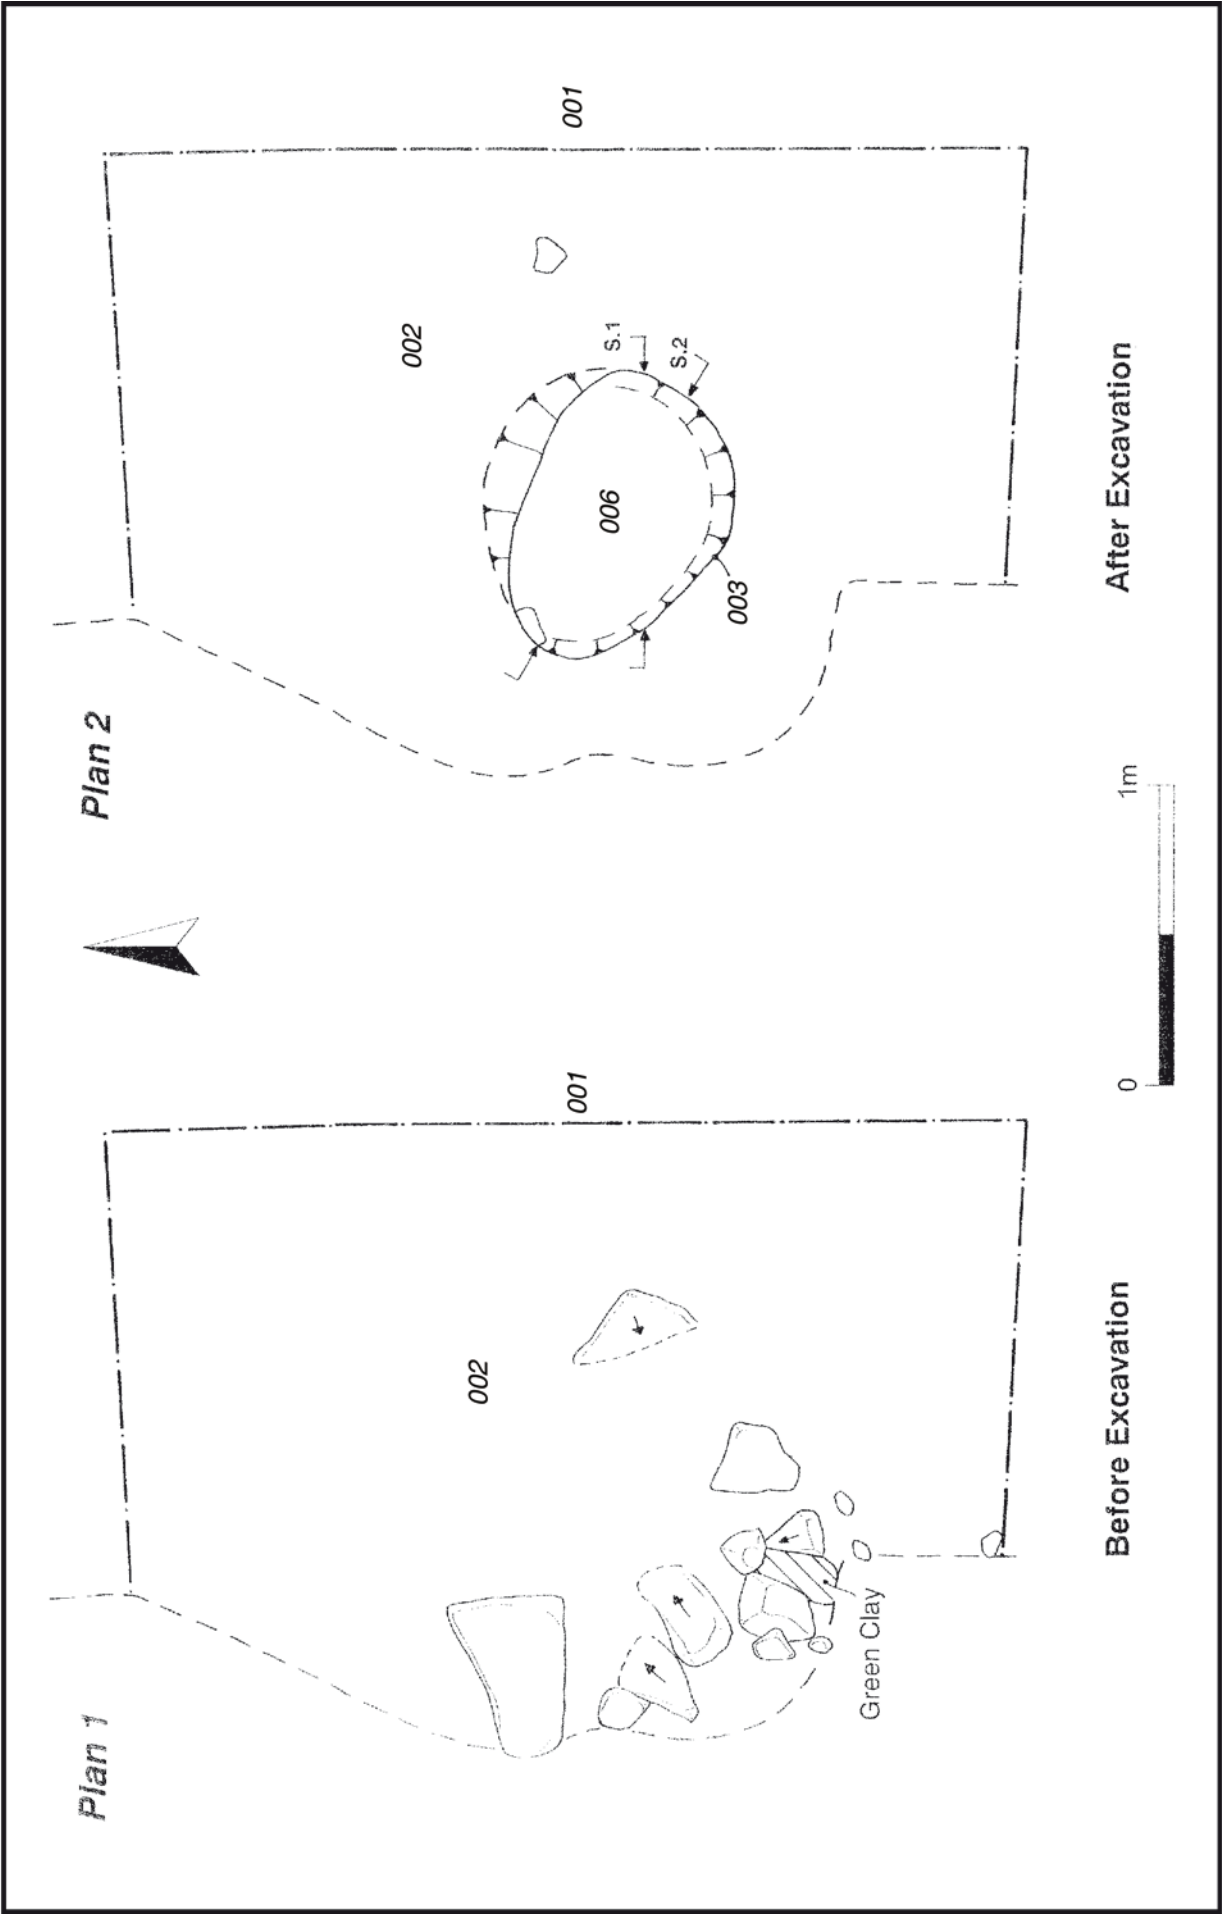 Plan 1
001
002
Green Clay
Before Excavation
0
1m
Plan 2
001
002
S.1
S.2
006
003
After Excavation